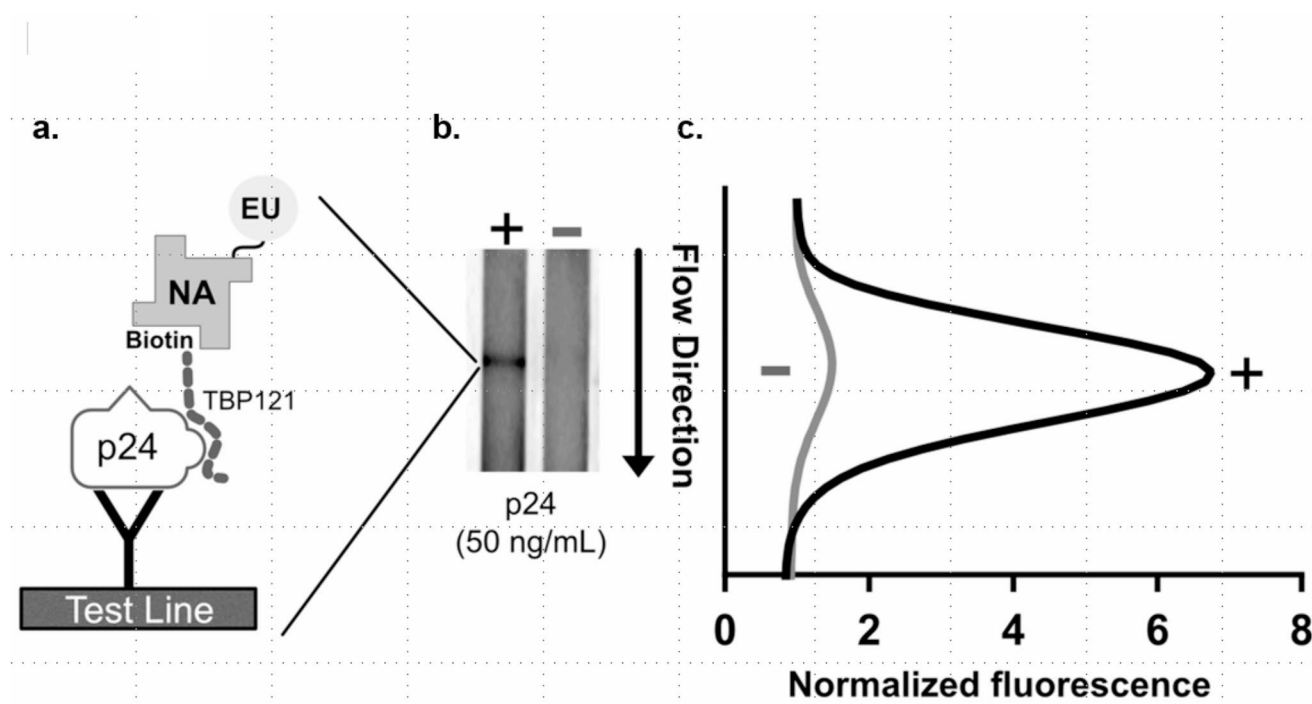 a.
EU
NA
Biotin
TBP121
p24
Test Line
b.
+ −
Flow Direction
p24
(50 ng/mL)
c.
−
+
0 2 4 6 8
Normalized fluorescence